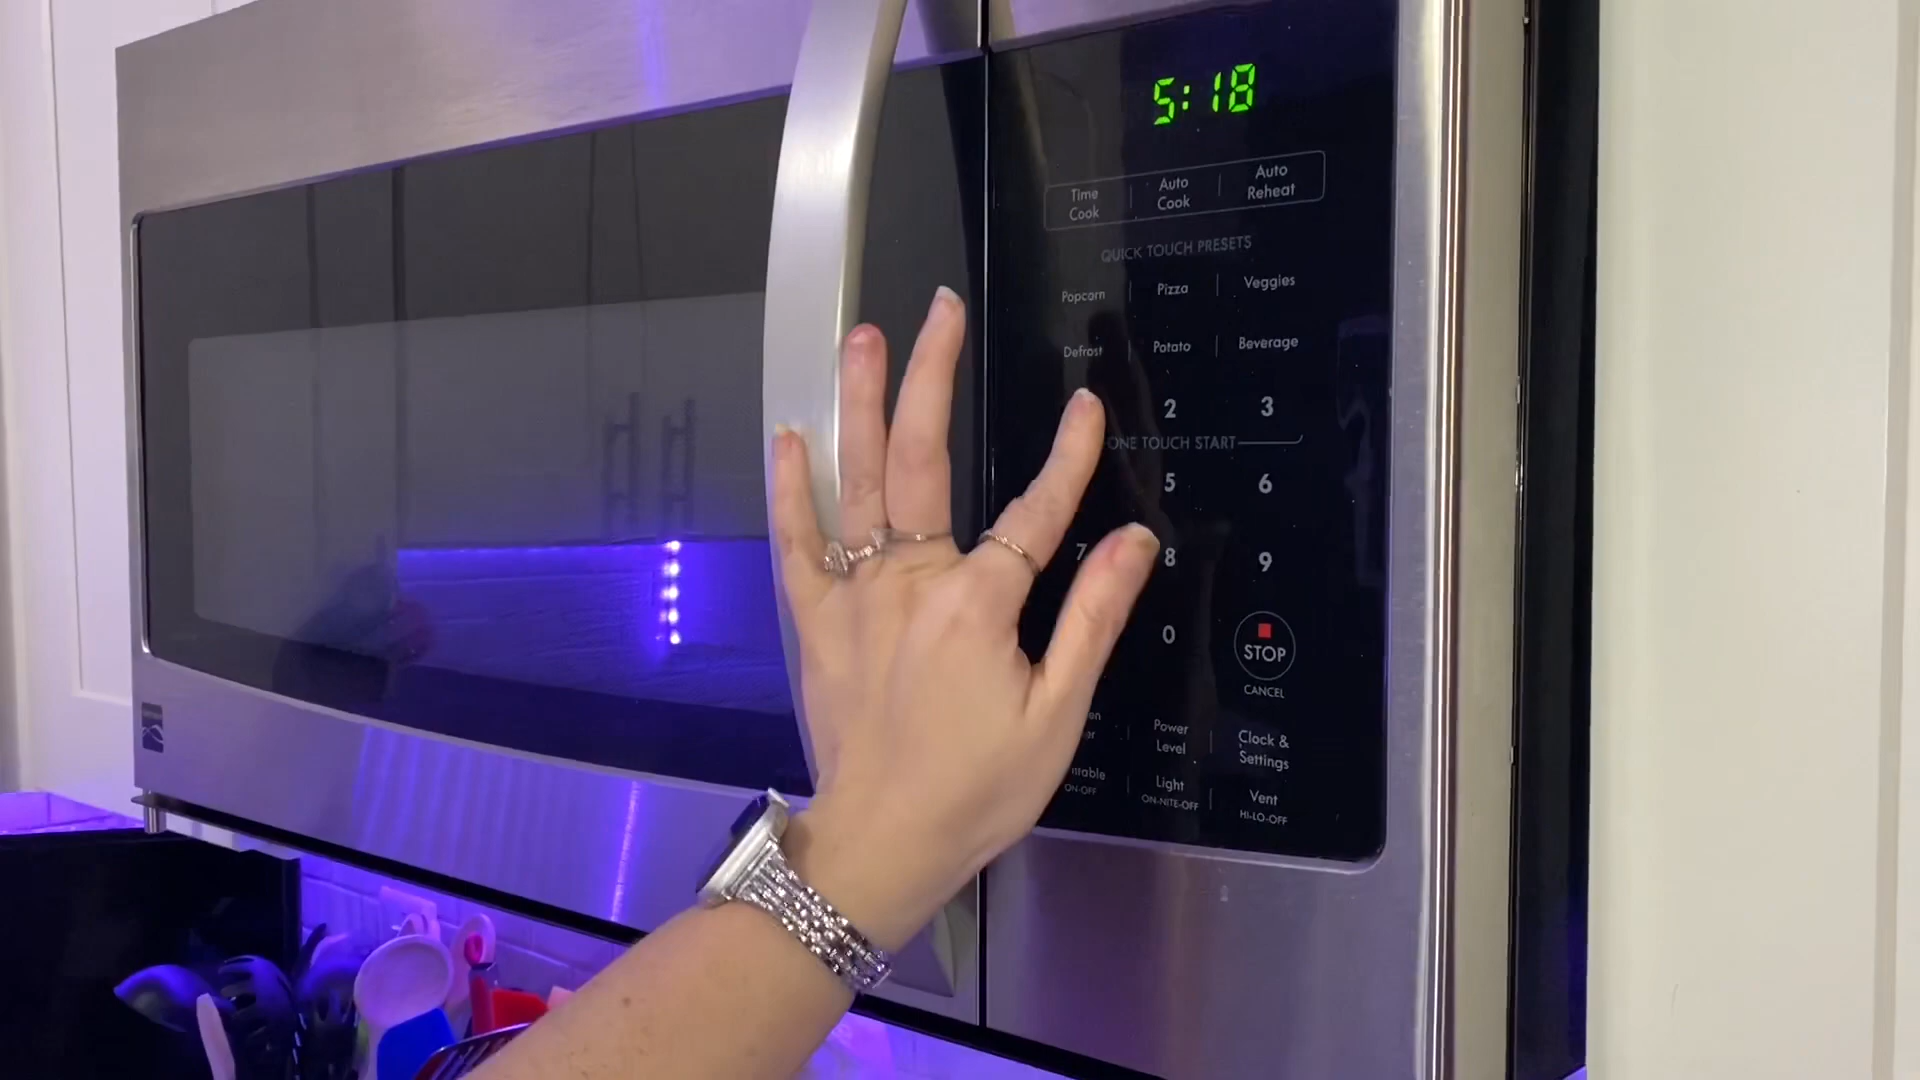 5:18
Time Cook
Auto Cook
Auto Reheat
QUICK TOUCH PRESETS
Popcorn
Pizza
Veggies
Defrost
Potato
Beverage
2
3
ONE TOUCH START
5
6
7
8
9
0
STOP
CANCEL
Power Level
Clock & Settings
ON-OFF
Light
ON-NITE-OFF
Vent
HI-LO-OFF